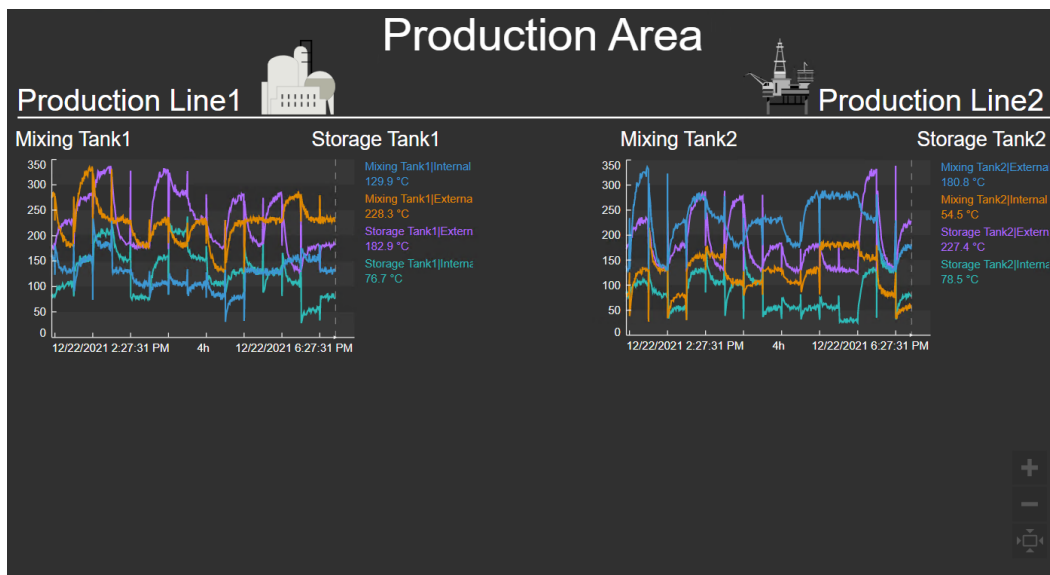 Production Area
Production Line1
Production Line2
Mixing Tank1
Storage Tank1
Mixing Tank2
Storage Tank2
350
300
250
200
150
100
50
0
12/22/2021 2:27:31 PM 4h 12/22/2021 6:27:31 PM
Mixing Tank1|Internal
129.9 °C
Mixing Tank1|Externa
228.3 °C
Storage Tank1|Extern
182.9 °C
Storage Tank1|Interna
76.7 °C
350
300
250
200
150
100
50
0
12/22/2021 2:27:31 PM 4h 12/22/2021 6:27:31 PM
Mixing Tank2|Externa
180.8 °C
Mixing Tank2|Internal
54.5 °C
Storage Tank2|Extern
227.4 °C
Storage Tank2|Interna
78.5 °C